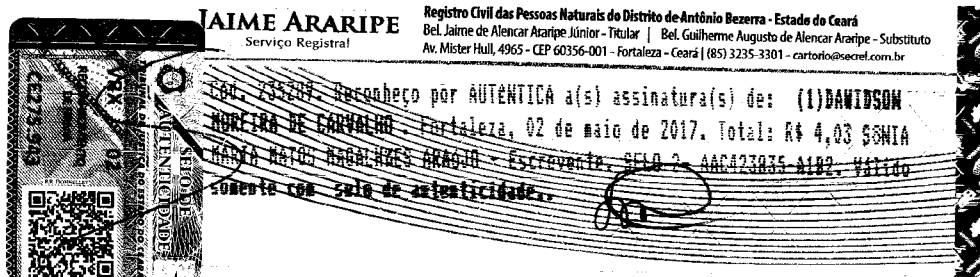 JAIME ARARIPE
Serviço Registral
Registro Civil das Pessoas Naturais do Distrito de Antônio Bezerra - Estado do Ceará
Bel. Jaime de Alencar Araripe Júnior - Titular | Bel. Guilherme Augusto de Alencar Araripe - Substituto
Av. Mister Hull, 4965 - CEP 60356-001 - Fortaleza - Ceará | (85) 3235-3301 - cartorio@secrel.com.br
Cód. 235289. Reconheço por AUTENTICA a(s) assinatura(s) de: (1)DAWIDSON
MOREIRA DE CARVALHO . Fortaleza, 02 de maio de 2017. Total: R$ 4,03 SONIA
MARIA MATOS MAGALHAES ARAUJO - Escrevente. SELO 2- AAC423835-A1B2. Válido
somente com selo de autenticidade..
SELO DE
AUTENTICIDADE